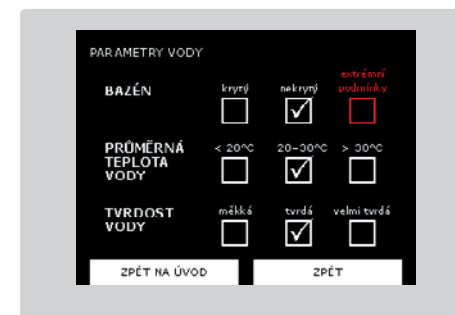 PARAMETRY VODY
extrémní
BAZÉN krytý nekrytý podmínky
PRŮMĚRNÁ < 20°C 20-30°C > 30°C
TEPLOTA
VODY
TVRDOST měkká tvrdá velmi tvrdá
VODY
ZPĚT NA ÚVOD ZPĚT